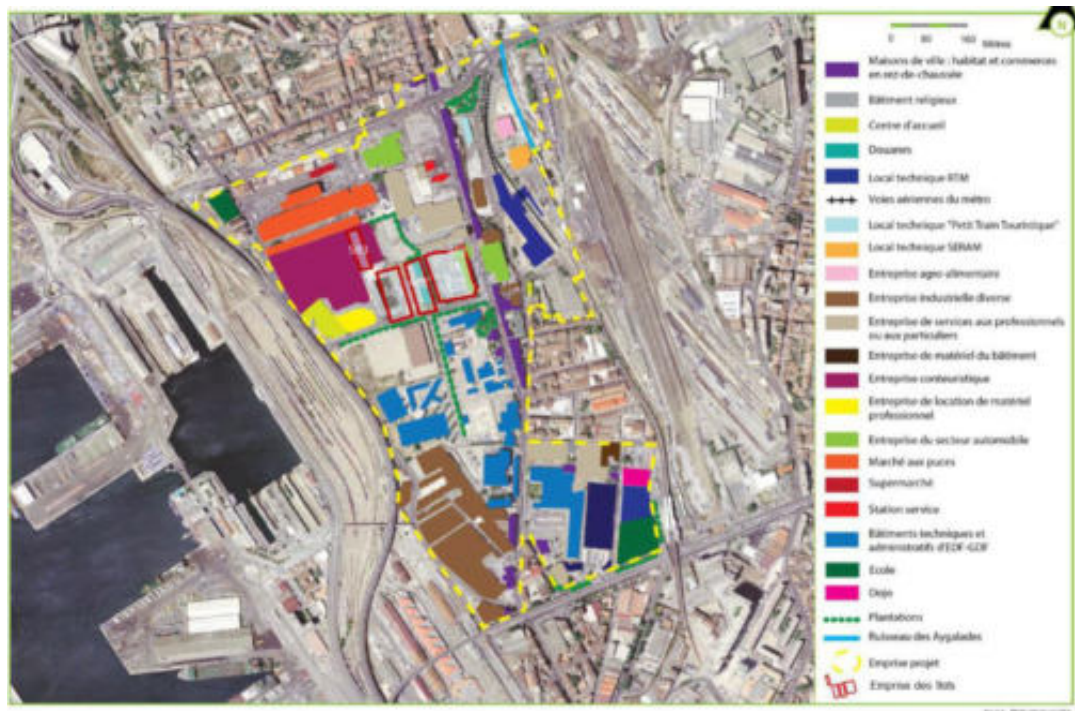 N
0 80 160 Mètres
Maisons de ville : habitat et commerces
en rez-de-chaussée
Bâtiment religieux
Centre d'accueil
Douanes
Local technique RTM
Voies aériennes du métro
Local technique "Petit Train Touristique"
Local technique SERAM
Entreprise agro-alimentaire
Entreprise industrielle diverse
Entreprise de services aux professionnels
ou aux particuliers
Entreprise de matériel du bâtiment
Entreprise conteuristique
Entreprise de location de matériel
professionnel
Entreprise du secteur automobile
Marché aux puces
Supermarché
Station service
Bâtiments techniques et
administratifs d'EDF-GDF
Ecole
Dojo
Plantations
Ruisseau des Aygalades
Emprise projet
Emprise des îlots